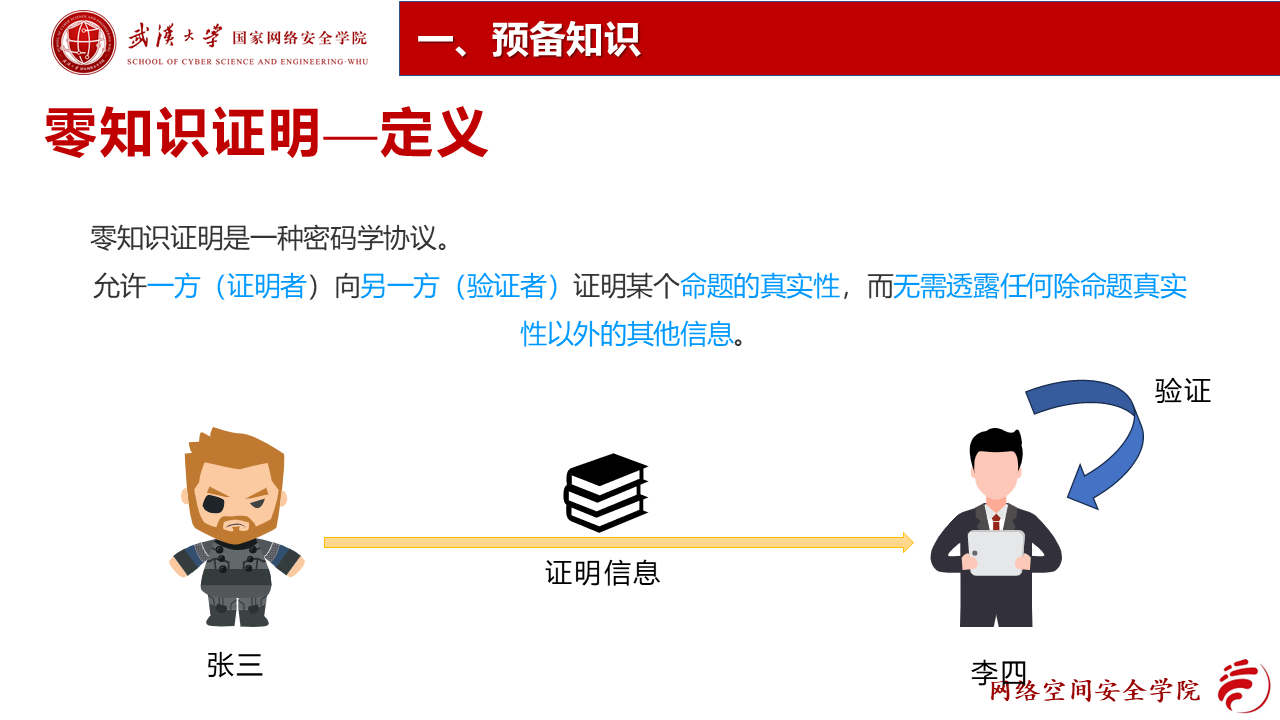 武汉大学 国家网络安全学院
SCHOOL OF CYBER SCIENCE AND ENGINEERING·WHU
一、预备知识
零知识证明—定义
零知识证明是一种密码学协议。
允许一方（证明者）向另一方（验证者）证明某个命题的真实性，而无需透露任何除命题真实
性以外的其他信息。
验证
证明信息
张三
李四
网络空间安全学院